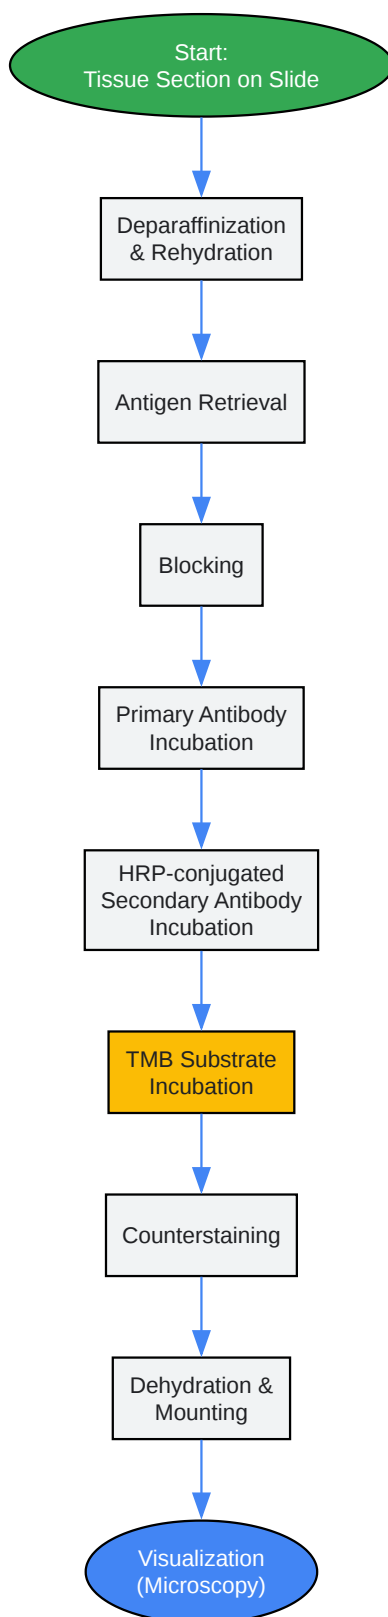 Start:
Tissue Section on Slide
Deparaffinization
& Rehydration
Antigen Retrieval
Blocking
Primary Antibody
Incubation
HRP-conjugated
Secondary Antibody
Incubation
TMB Substrate
Incubation
Counterstaining
Dehydration &
Mounting
Visualization
(Microscopy)